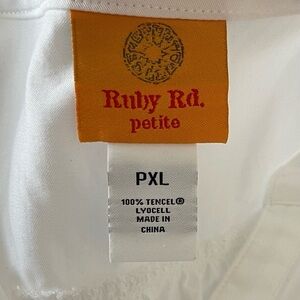 Ruby Rd.
petite
PXL
100% TENCEL®
LYOCELL
MADE IN
CHINA